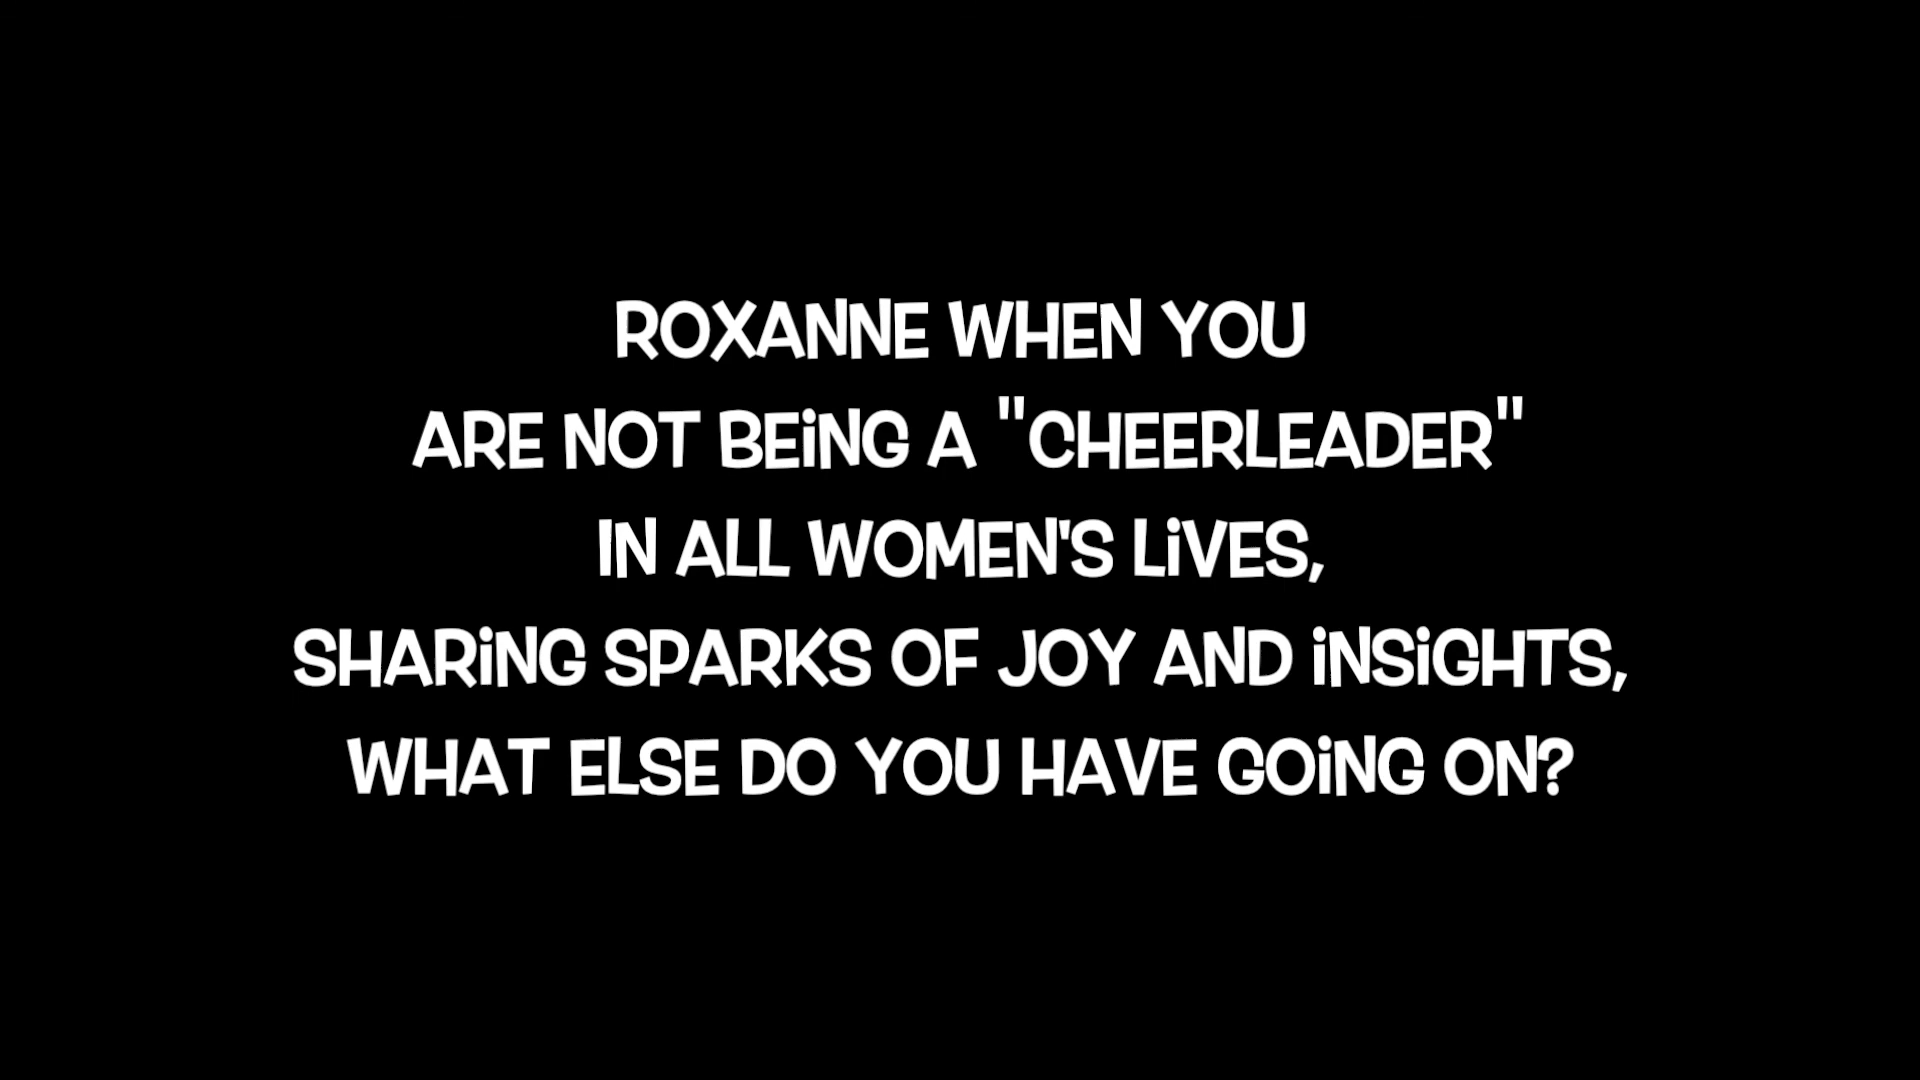 ROXANNE WHEN YOU
ARE NOT BEiNG A "CHEERLEADER"
IN ALL WOMEN'S LiVES,
SHARiNG SPARKS OF JOY AND iNSiGHTS,
WHAT ELSE DO YOU HAVE GOiNG ON?